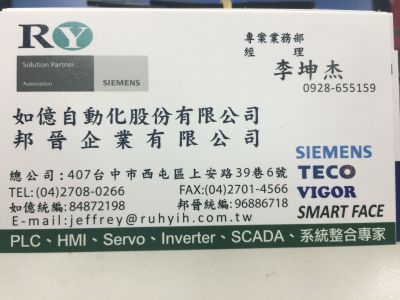 RY
Solution Partner
Automation
SIEMENS
專案業務部
經理
李坤杰
0928-655159
如億自動化股份有限公司
邦晉企業有限公司
SIEMENS
TECO
VIGOR
SMART FACE
總公司:407台中市西屯區上安路39巷6號
TEL:(04)2708-0266 FAX:(04)2701-4566
如億統編:84872198 邦晉統編:96886718
E-mail:jeffrey@ruhyih.com.tw
PLC、HMI、Servo、Inverter、SCADA、系統整合專家